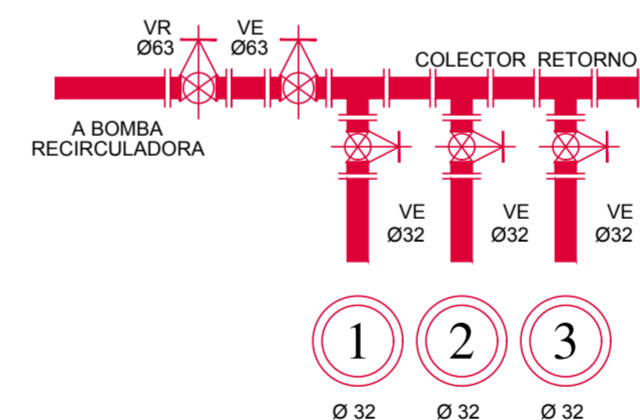 VR
Ø63
VE
Ø63
COLECTOR RETORNO
A BOMBA
RECIRCULADORA
VE
Ø32
VE
Ø32
VE
Ø32
1
2
3
Ø 32
Ø 32
Ø 32